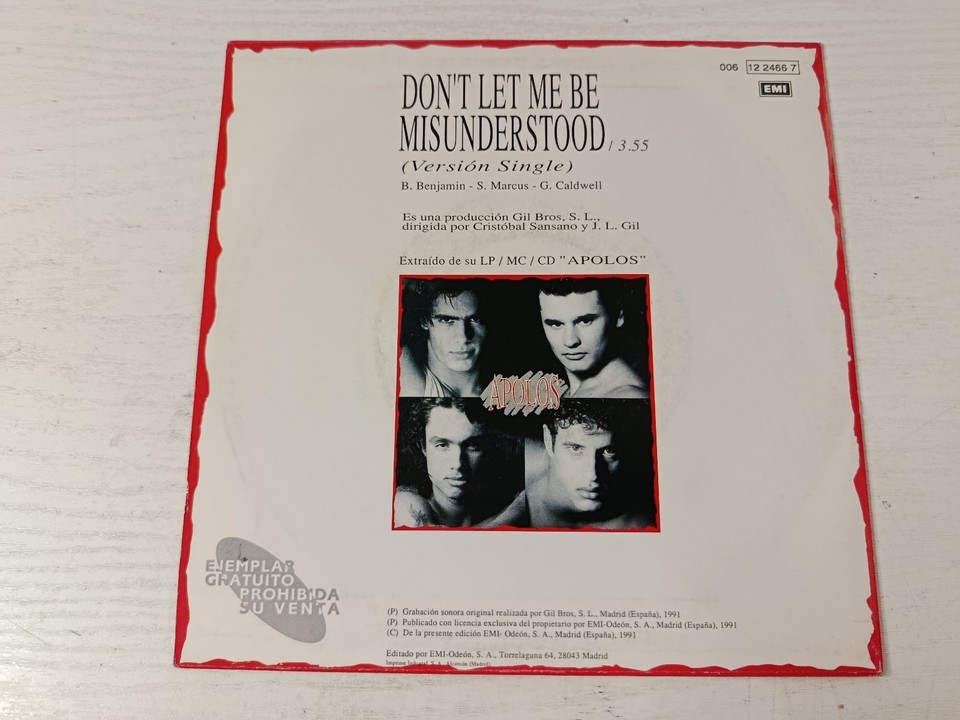 006 12 2466 7
EMI
DON'T LET ME BE
MISUNDERSTOOD / 3.55
(Versión Single)
B. Benjamin - S. Marcus - G. Caldwell
Es una producción Gil Bros, S. L.,
dirigida por Cristóbal Sansano y J. L. Gil
Extraído de su LP / MC / CD "APOLOS"
APOLOS
EJEMPLAR
GRATUITO
PROHIBIDA
SU VENTA
(P) Grabación sonora original realizada por Gil Bros, S. L., Madrid (España), 1991
(P) Publicado con licencia exclusiva del propietario por EMI-Odeón, S. A., Madrid (España), 1991
(C) De la presente edición EMI- Odeón, S. A., Madrid (España), 1991
Editado por EMI-Odeón, S. A., Torrelaguna 64, 28043 Madrid
Imprime Indugraf, S. A. (Madrid)